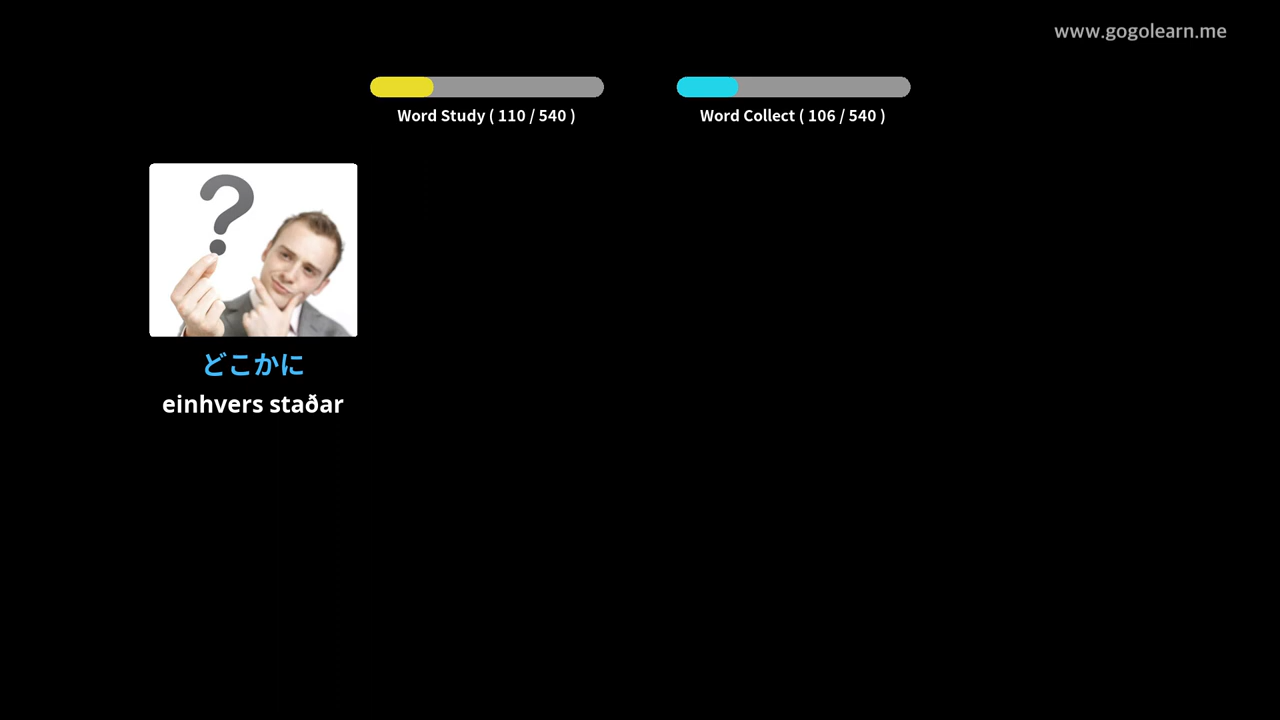 www.gogolearn.me
Word Study ( 110 / 540 )
Word Collect ( 106 / 540 )
?
どこかに
einhvers staðar